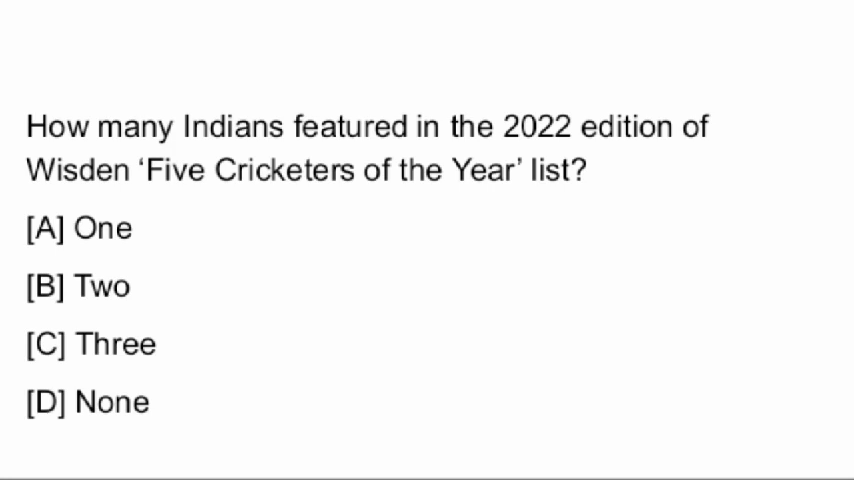 How many Indians featured in the 2022 edition of
Wisden ‘Five Cricketers of the Year’ list?
[A] One
[B] Two
[C] Three
[D] None